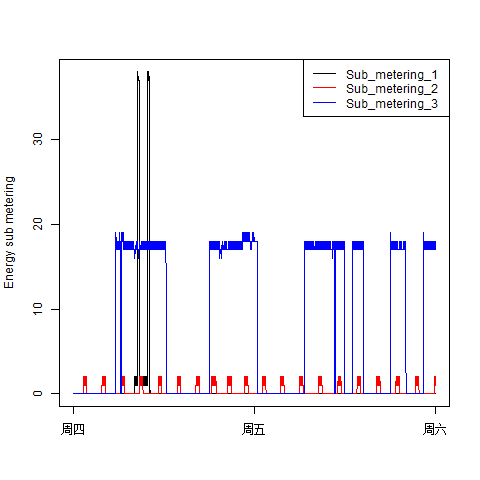 Sub_metering_1
Sub_metering_2
Sub_metering_3
Energy sub metering
30
20
10
0
周四 周五 周六